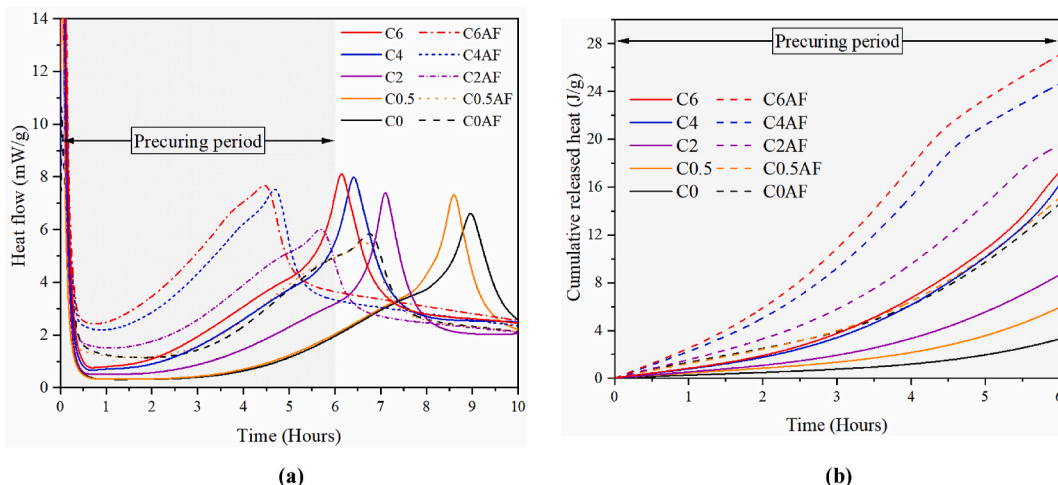 14
12
10
8
6
4
2
0
Heat flow (mW/g)
Precuring period
C6 C6AF
C4 C4AF
C2 C2AF
C0.5 C0.5AF
C0 C0AF
0 1 2 3 4 5 6 7 8 9 10
Time (Hours)
(a)
28
24
20
16
12
8
4
0
Cumulative released heat (J/g)
Precuring period
C6 C6AF
C4 C4AF
C2 C2AF
C0.5 C0.5AF
C0 C0AF
0 1 2 3 4 5 6
Time (Hours)
(b)